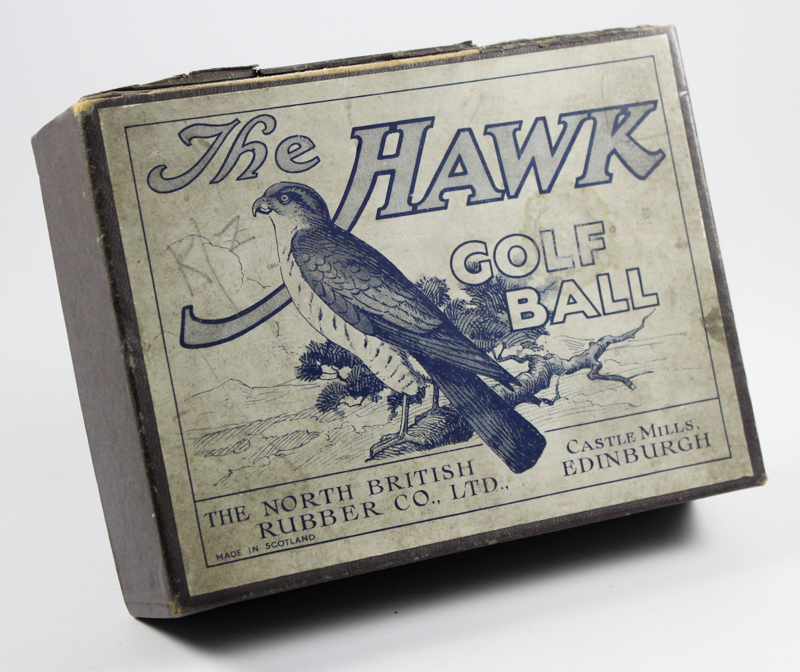 The HAWK
GOLF
BALL
THE NORTH BRITISH
RUBBER CO., LTD.,
CASTLE MILLS,
EDINBURGH
MADE IN SCOTLAND